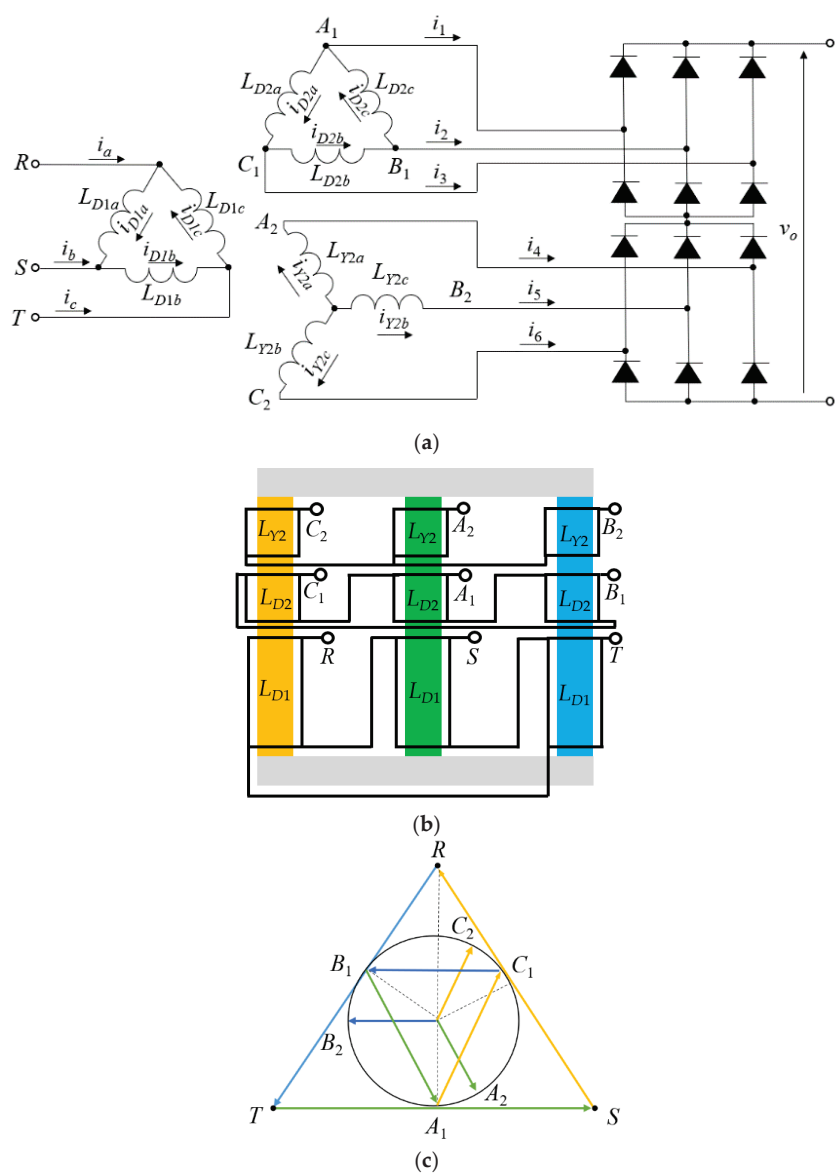 A1
i1
LD2a
iD2a
iD2c
LD2c
R
ia
iD2b
i2
C1
LD2b
B1
i3
LD1a
iD1a
iD1c
LD1c
A2
S
ib
iD1b
LD1b
iY2a
LY2a
LY2c
i4
vo
T
ic
B2
i5
iY2b
LY2b
iY2c
i6
C2
(a)
LY2
C2
LY2
A2
LY2
B2
LD2
C1
LD2
A1
LD2
B1
R
S
T
LD1
LD1
LD1
(b)
R
C2
B1
C1
B2
A2
T
A1
S
(c)